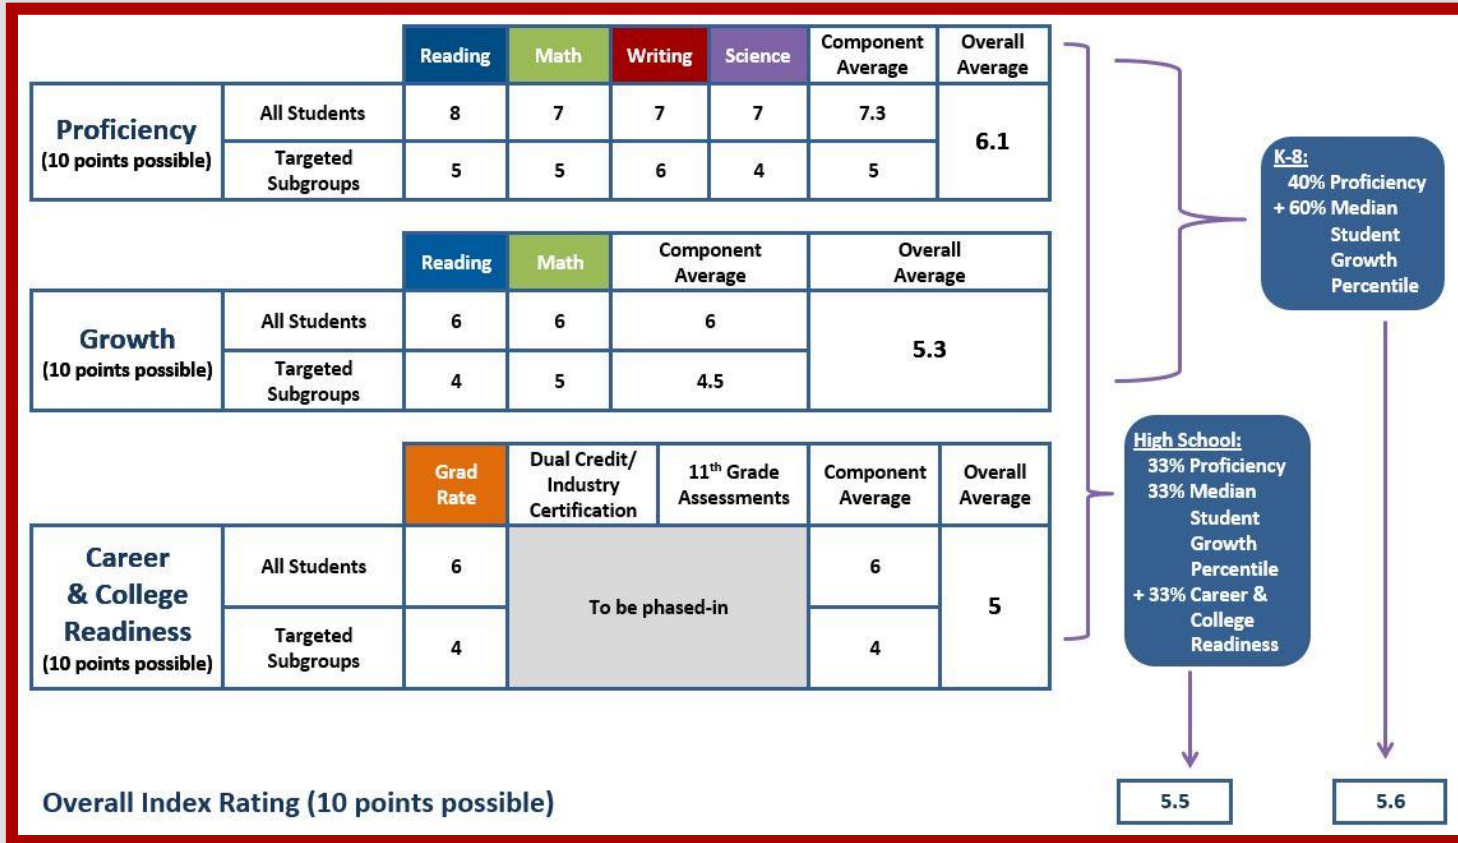 Reading Math Writing Science Component Average Overall Average
Proficiency
(10 points possible)
All Students 8 7 7 7 7.3
Targeted Subgroups 5 5 6 4 5
6.1
Reading Math Component Average Overall Average
Growth
(10 points possible)
All Students 6 6 6
Targeted Subgroups 4 5 4.5
5.3
Grad Rate Dual Credit/ Industry Certification 11th Grade Assessments Component Average Overall Average
Career
& College
Readiness
(10 points possible)
All Students 6 6
To be phased-in
Targeted Subgroups 4 4
5
K-8:
40% Proficiency
+ 60% Median
Student
Growth
Percentile
High School:
33% Proficiency
33% Median
Student
Growth
Percentile
+ 33% Career &
College
Readiness
Overall Index Rating (10 points possible) 5.5 5.6